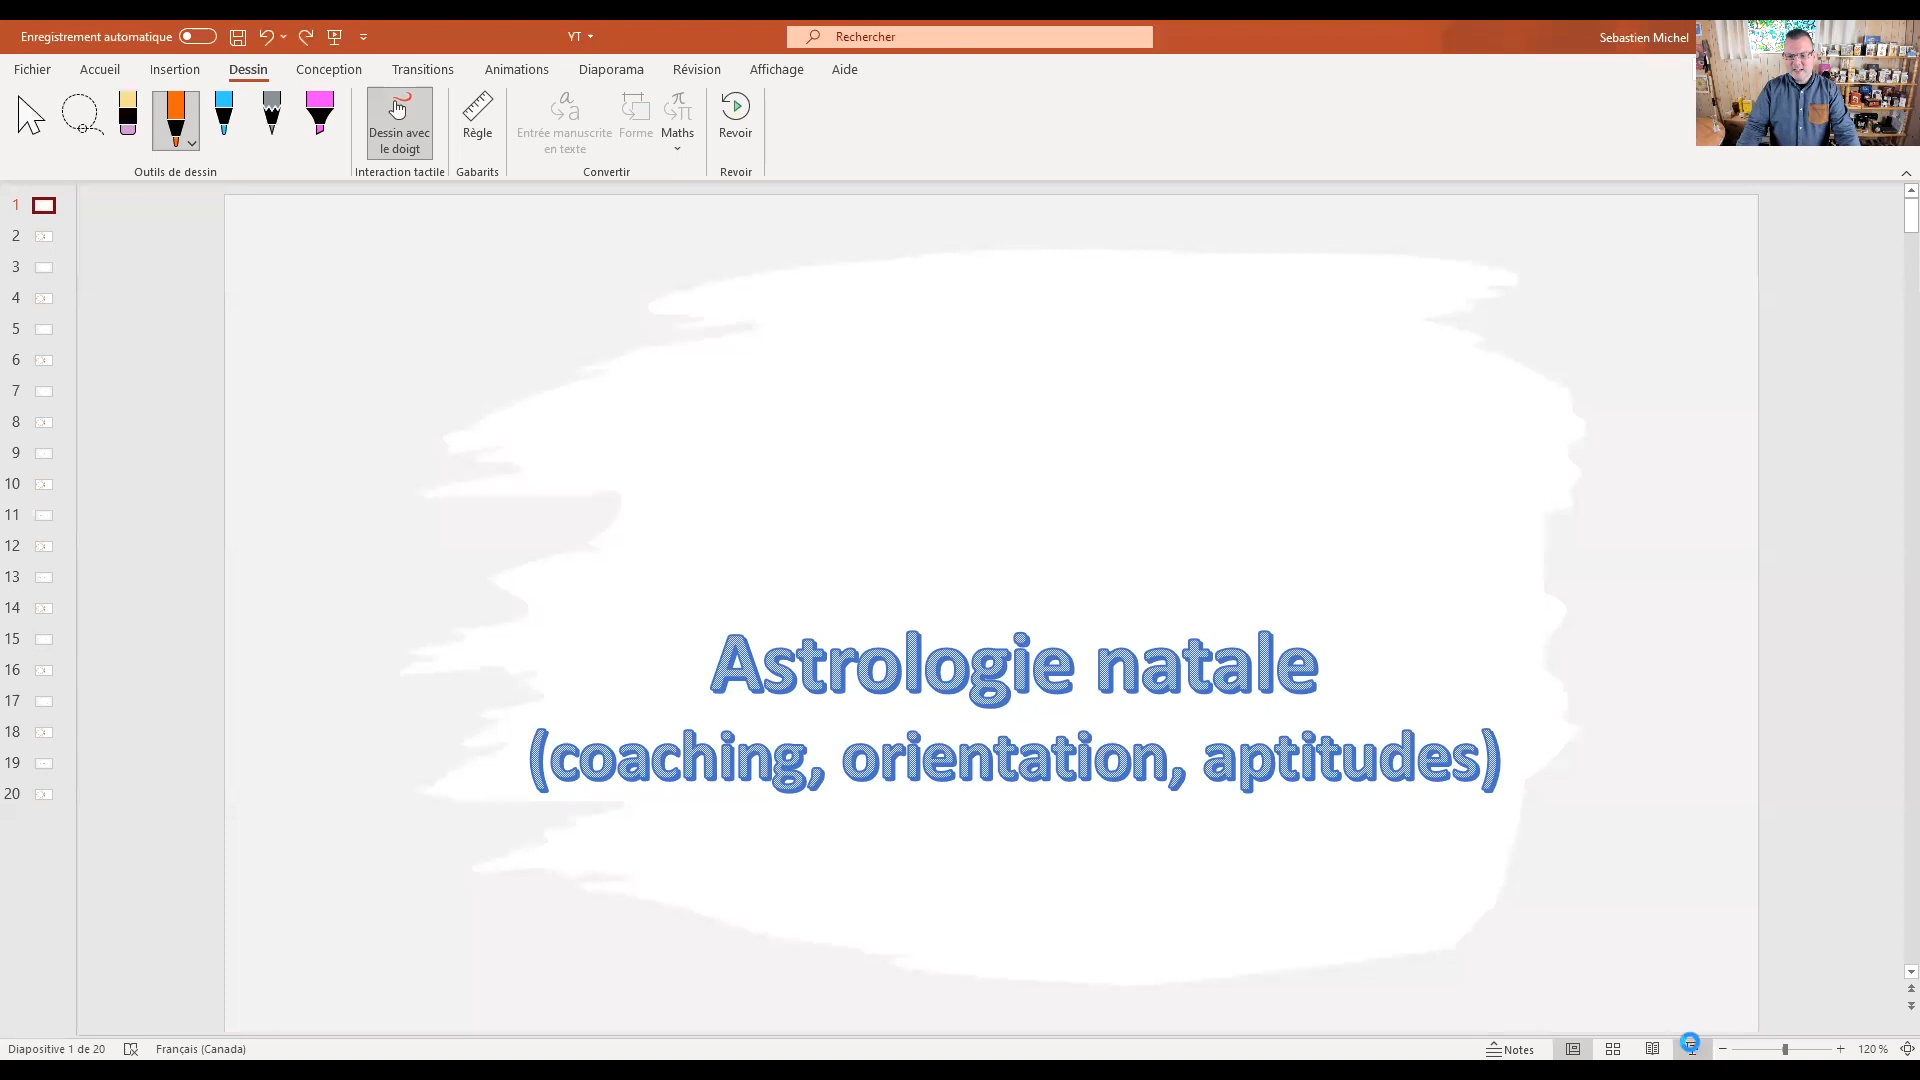 Enregistrement automatique
YT
Rechercher
Sebastien Michel
Fichier
Accueil
Insertion
Dessin
Conception
Transitions
Animations
Diaporama
Révision
Affichage
Aide
Dessin avec
le doigt
Règle
Entrée manuscrite
en texte
Forme
Maths
Revoir
Outils de dessin
Interaction tactile
Gabarits
Convertir
Revoir
1
2
3
4
5
6
7
8
9
10
11
12
13
14
15
16
17
18
19
20
Astrologie natale
(coaching, orientation, aptitudes)
Diapositive 1 de 20
Français (Canada)
Notes
120 %